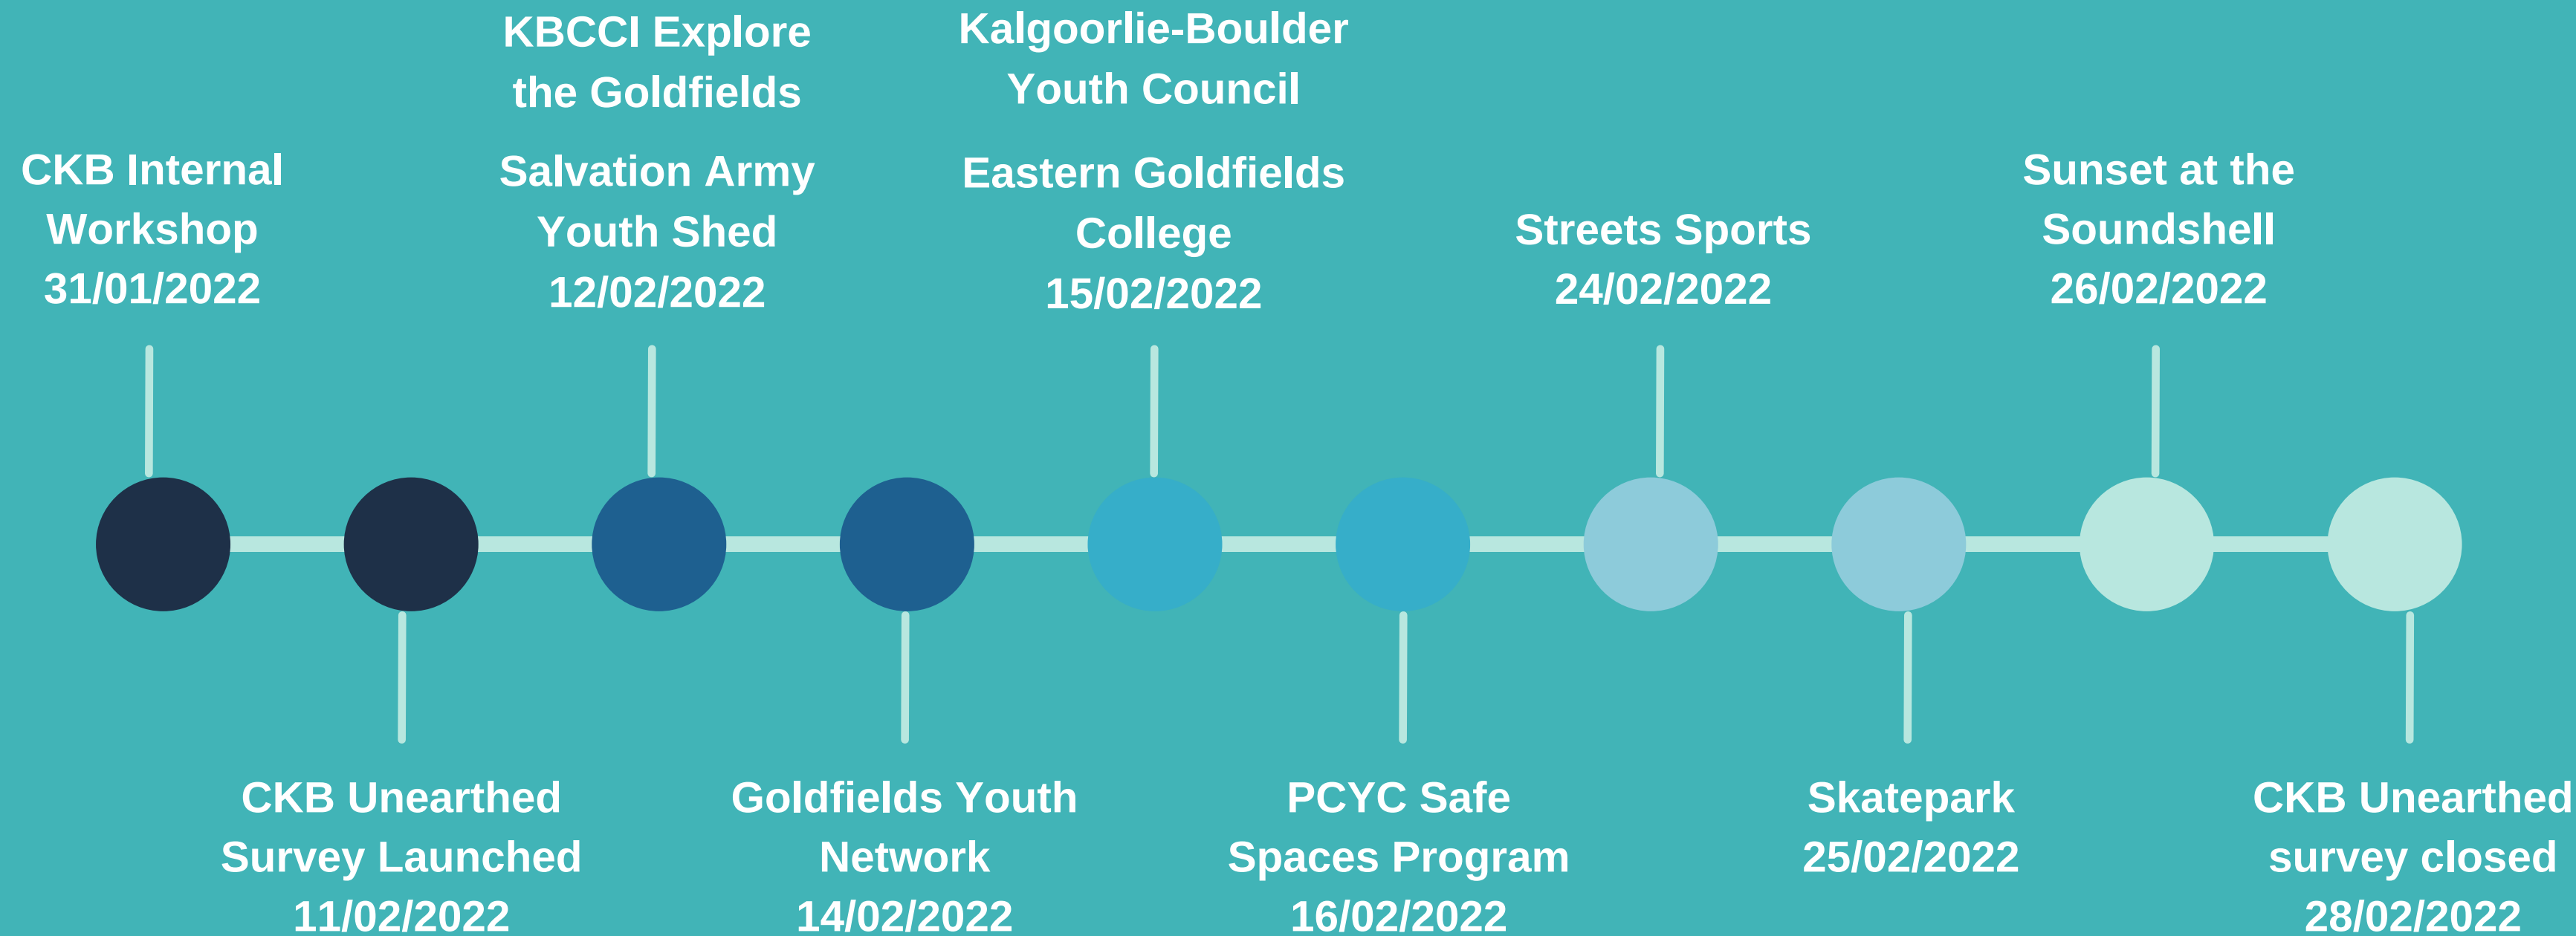 CKB Internal
Workshop
31/01/2022
CKB Unearthed
Survey Launched
11/02/2022
KBCCI Explore
the Goldfields
Salvation Army
Youth Shed
12/02/2022
Goldfields Youth
Network
14/02/2022
Kalgoorlie-Boulder
Youth Council
Eastern Goldfields
College
15/02/2022
PCYC Safe
Spaces Program
16/02/2022
Streets Sports
24/02/2022
Skatepark
25/02/2022
Sunset at the
Soundshell
26/02/2022
CKB Unearthed
survey closed
28/02/2022